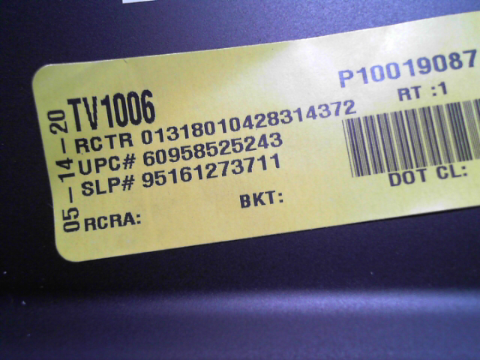 05-14-20
TV1006
P10019087
RCTR 01318010428314372
RT :1
UPC# 60958525243
SLP# 95161273711
DOT CL:
BKT:
RCRA: